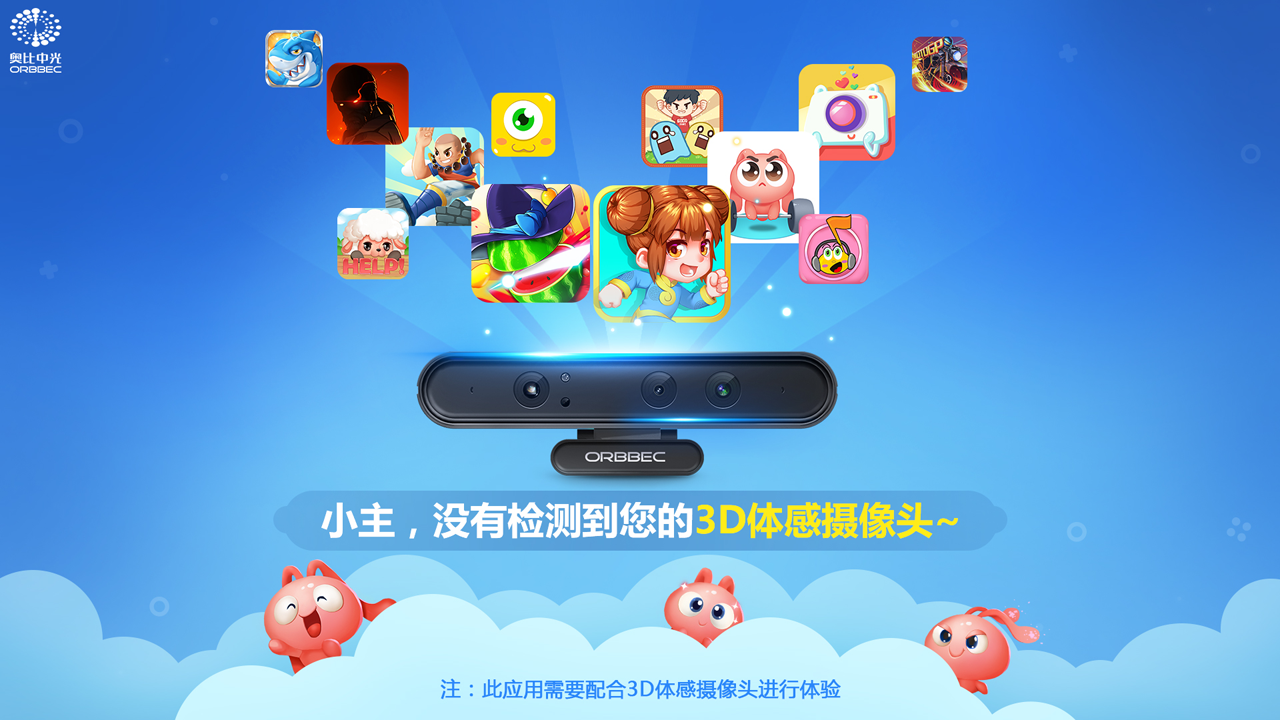 奥比中光
ORBBEC
MOTOGP
HELP!
ORBBEC
小主，没有检测到您的3D体感摄像头~
注：此应用需要配合3D体感摄像头进行体验